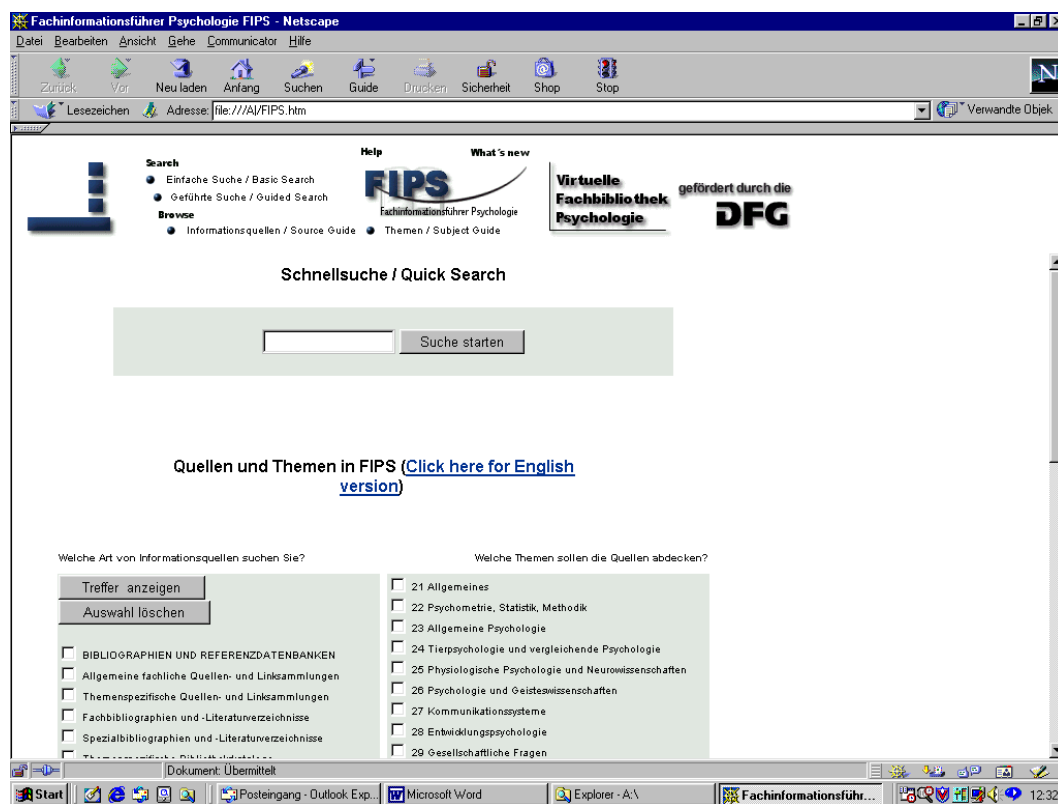 Fachinformationsführer Psychologie FIPS - Netscape
Datei Bearbeiten Ansicht Gehe Communicator Hilfe
Zurück Vor Neu laden Anfang Suchen Guide Drucken Sicherheit Shop Stop
N
Lesezeichen Adresse: file:///A|/FIPS.htm Verwandte Objek
Help What's new
Search
Einfache Suche / Basic Search
Geführte Suche / Guided Search
Browse
Informationsquellen / Source Guide Themen / Subject Guide
FIPS
Fachinformationsführer Psychologie
Virtuelle
Fachbibliothek
Psychologie
gefördert durch die
DFG
Schnellsuche / Quick Search
Suche starten
Quellen und Themen in FIPS (Click here for English
version)
Welche Art von Informationsquellen suchen Sie?
Treffer anzeigen
Auswahl löschen
BIBLIOGRAPHIEN UND REFERENZDATENBANKEN
Allgemeine fachliche Quellen- und Linksammlungen
Themenspezifische Quellen- und Linksammlungen
Fachbibliographien und -Literaturverzeichnisse
Spezialbibliographien und -Literaturverzeichnisse
Welche Themen sollen die Quellen abdecken?
21 Allgemeines
22 Psychometrie, Statistik, Methodik
23 Allgemeine Psychologie
24 Tierpsychologie und vergleichende Psychologie
25 Physiologische Psychologie und Neurowissenschaften
26 Psychologie und Geisteswissenschaften
27 Kommunikationssysteme
28 Entwicklungspsychologie
29 Gesellschaftliche Fragen
Dokument: Übermittelt
Start Posteingang - Outlook Exp... Microsoft Word Explorer - A:\ Fachinformationsführ... 12:32